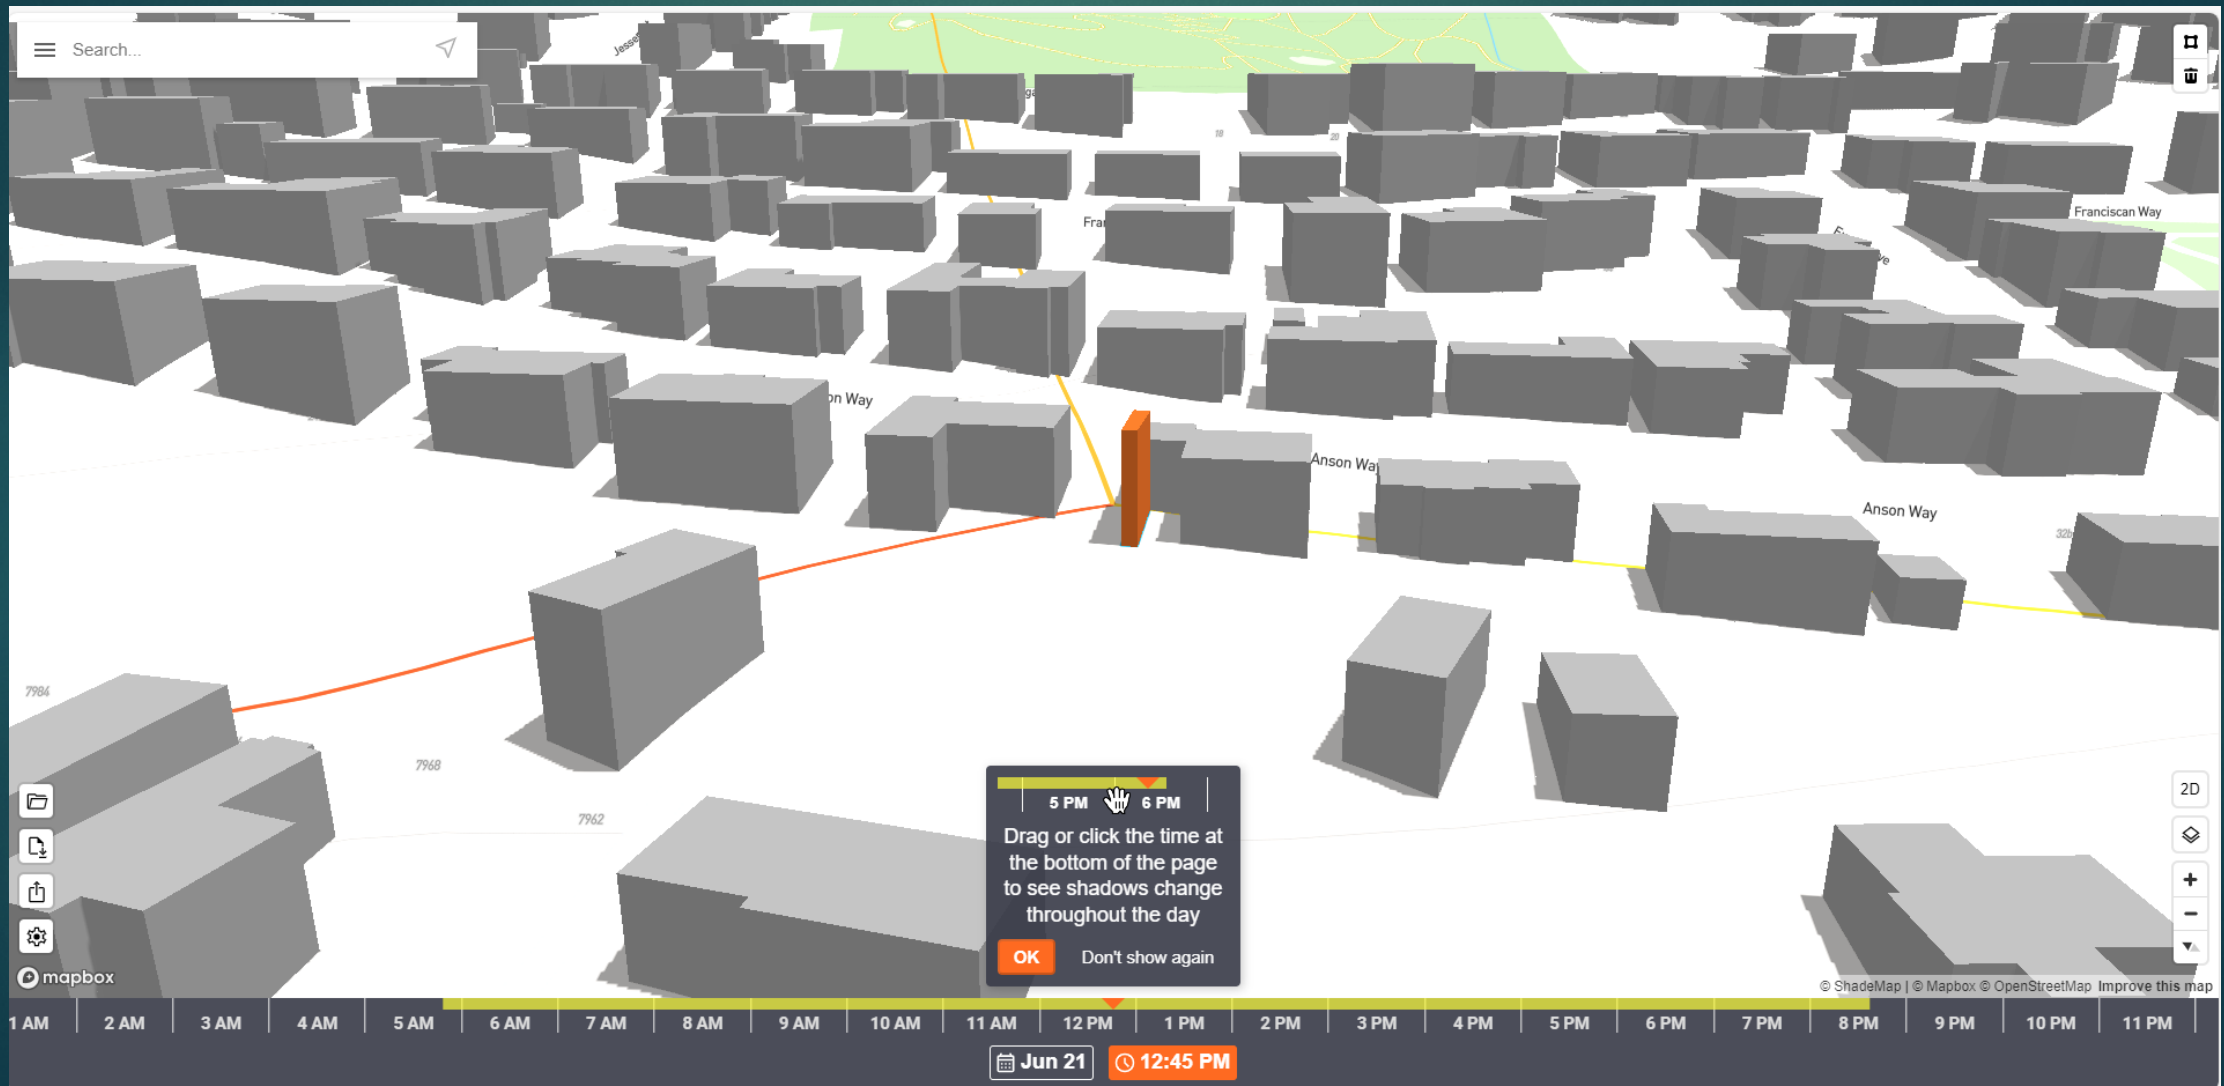 Search...
Franciscan Way
18
20
on Way
Anson Way
Anson Way
32b
7984
7968
7962
5 PM 6 PM
Drag or click the time at
the bottom of the page
to see shadows change
throughout the day
OK Don't show again
2D
mapbox
© ShadeMap | © Mapbox © OpenStreetMap Improve this map
1 AM 2 AM 3 AM 4 AM 5 AM 6 AM 7 AM 8 AM 9 AM 10 AM 11 AM 12 PM 1 PM 2 PM 3 PM 4 PM 5 PM 6 PM 7 PM 8 PM 9 PM 10 PM 11 PM
Jun 21 12:45 PM